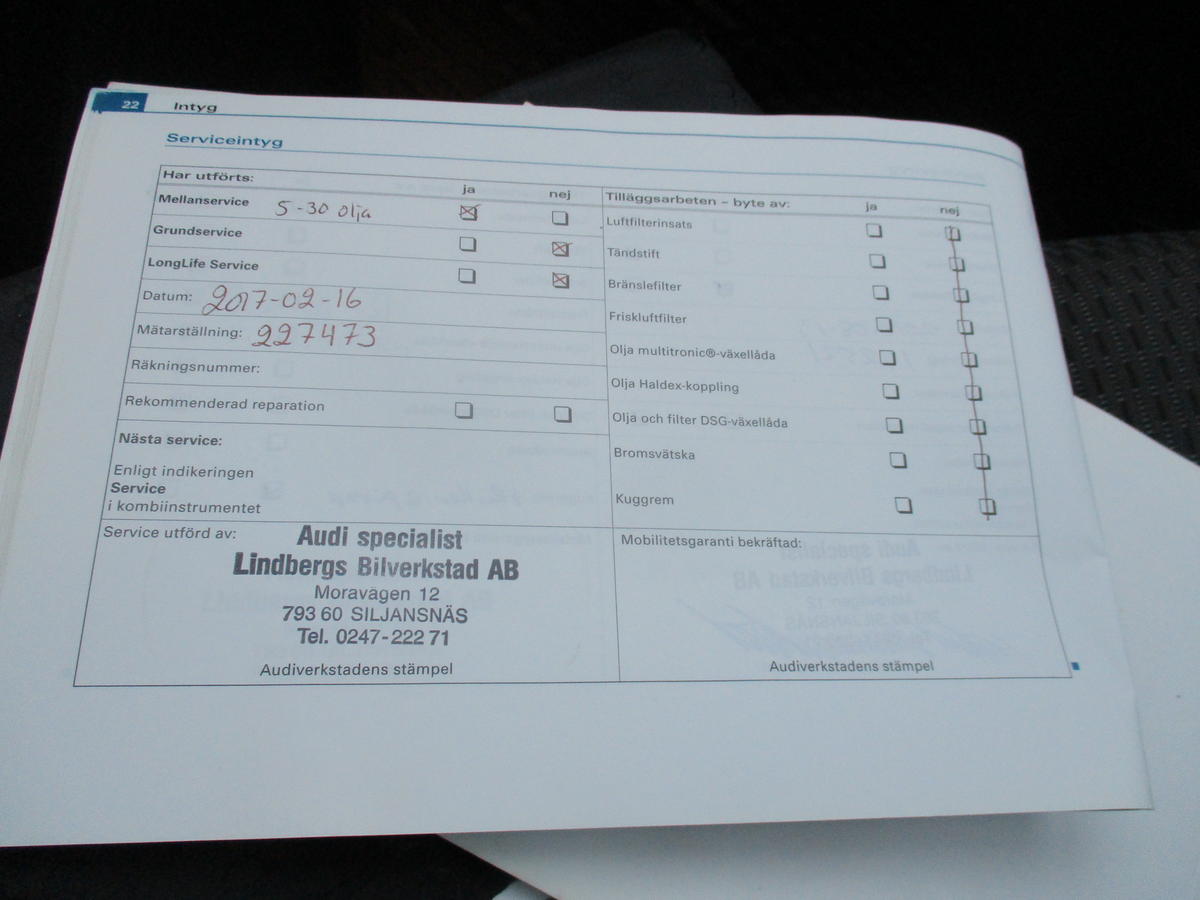 22 Intyg
Serviceintyg
Har utförts: ja nej
Mellanservice 5-30 olja
Grundservice
LongLife Service
Datum: 2017-02-16
Mätarställning: 227473
Räkningsnummer:
Rekommenderad reparation
Nästa service:
Enligt indikeringen
Service
i kombiinstrumentet
Service utförd av:
Audi specialist
Lindbergs Bilverkstad AB
Moravägen 12
793 60 SILJANSNÄS
Tel. 0247-222 71
Audiverkstadens stämpel
Tilläggsarbeten – byte av: ja nej
Luftfilterinsats
Tändstift
Bränslefilter
Friskluftfilter
Olja multitronic®-växellåda
Olja Haldex-koppling
Olja och filter DSG-växellåda
Bromsvätska
Kuggrem
Mobilitetsgaranti bekräftad:
Audiverkstadens stämpel